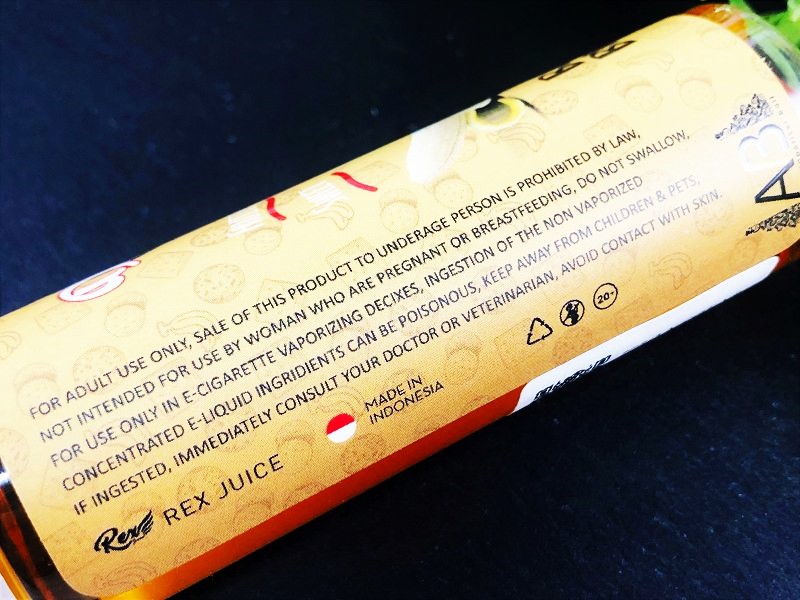 FOR ADULT USE ONLY, SALE OF THIS PRODUCT TO UNDERAGE PERSON IS PROHIBITED BY LAW,
NOT INTENDED FOR USE BY WOMAN WHO ARE PREGNANT OR BREASTFEEDING, DO NOT SWALLOW,
FOR USE ONLY IN E-CIGARETTE VAPORIZING DECIXES, INGESTION OF THE NON VAPORIZED
CONCENTRATED E-LIQUID INGRIDIENTS CAN BE POISONOUS, KEEP AWAY FROM CHILDREN & PETS,
IF INGESTED, IMMEDIATELY CONSULT YOUR DOCTOR OR VETERINARIAN, AVOID CONTACT WITH SKIN.
20+
MADE IN
INDONESIA
Rex
REX JUICE